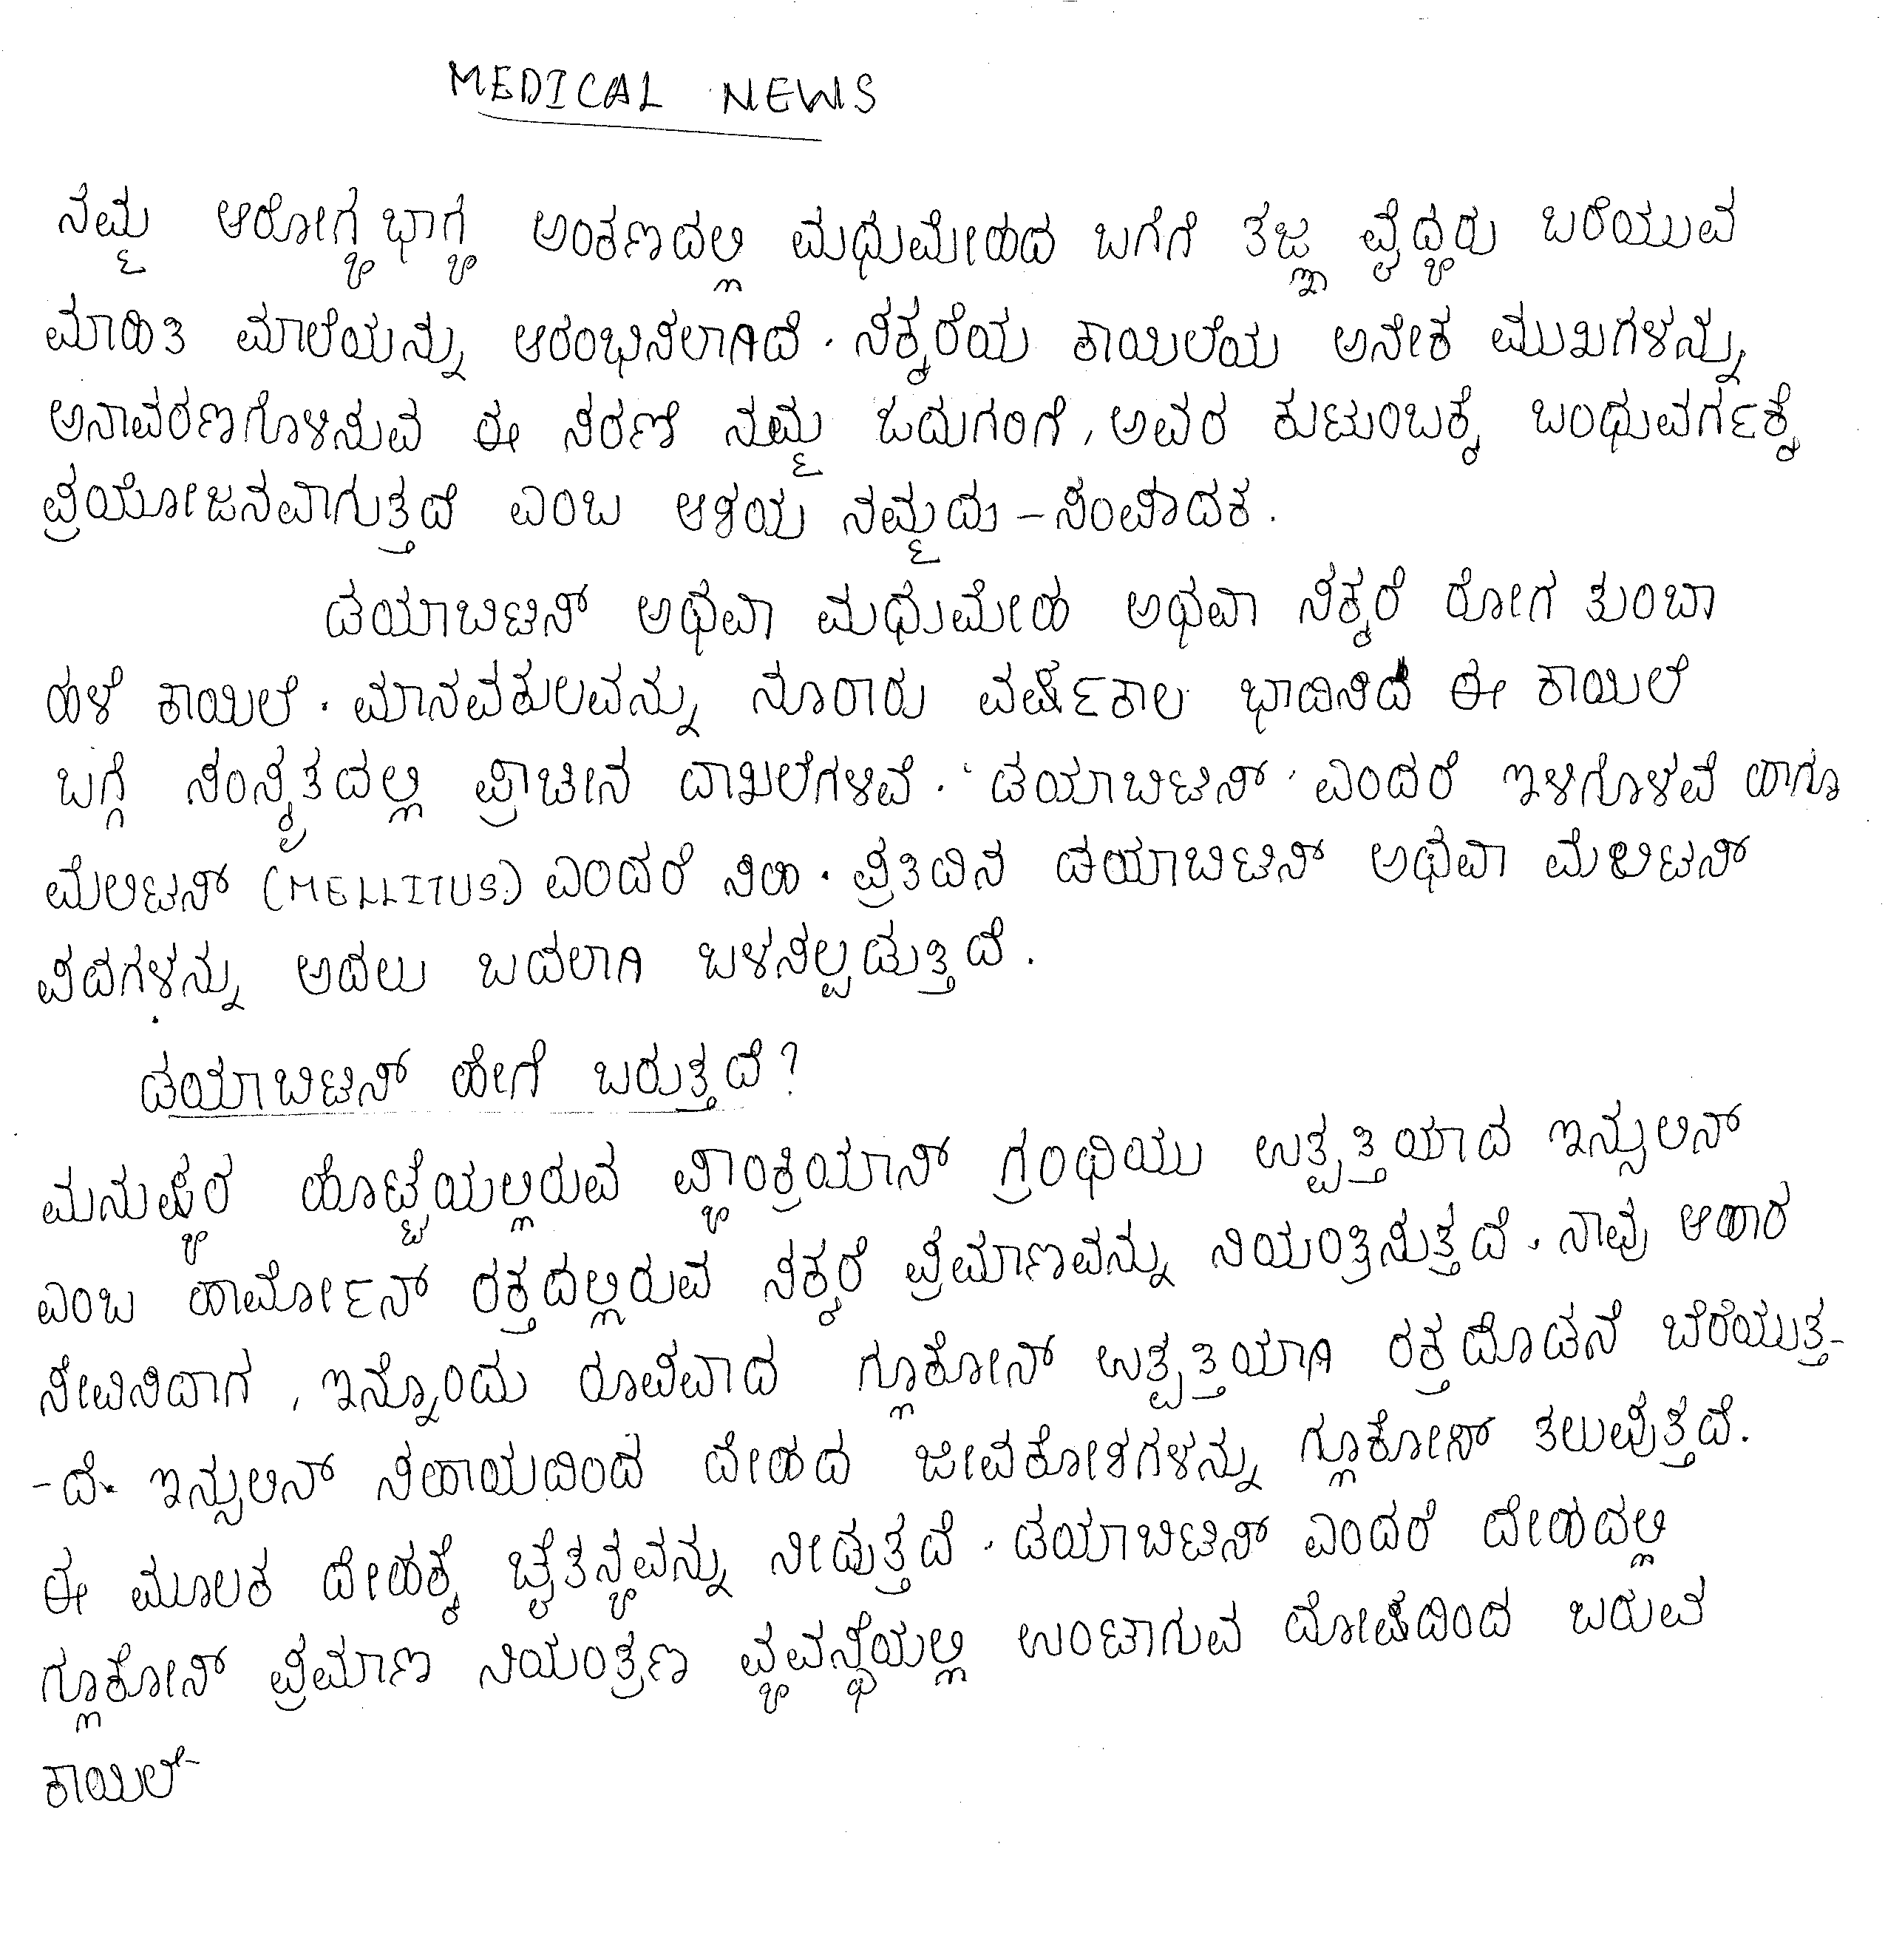 MEDICAL NEWS
ನಮ್ಮ ಆರೋಗ್ಯಭಾಗ್ಯ ಅಂಕಣದಲ್ಲಿ ಮಧುಮೇಹದ ಬಗೆಗೆ ತಜ್ಞ ವೈದ್ಯರು ಬರೆಯುವ
ಮಾಹಿತಿ ಮಾಲೆಯನ್ನು ಆರಂಭಿಸಲಾಗಿದೆ. ಸಕ್ಕರೆಯ ಕಾಯಿಲೆಯ ಅನೇಕ ಮುಖಗಳನ್ನು
ಅನಾವರಣಗೊಳಿಸುವ ಈ ಸರಣಿ ನಮ್ಮ ಓದುಗರಿಗೆ, ಅವರ ಕುಟುಂಬಕ್ಕೆ ಬಂಧುವರ್ಗಕ್ಕೆ
ಪ್ರಯೋಜನವಾಗುತ್ತದೆ ಎಂಬ ಆಶಯ ನಮ್ಮದು - ಸಂಪಾದಕ.
ಡಯಾಬಿಟಿಸ್ ಅಥವಾ ಮಧುಮೇಹ ಅಥವಾ ಸಕ್ಕರೆ ರೋಗ ತುಂಬಾ
ಹಳೆ ಕಾಯಿಲೆ. ಮಾನವಕುಲವನ್ನು ನೂರಾರು ವರ್ಷಕಾಲ ಭಾದಿಸಿದ ಈ ಕಾಯಿಲೆ
ಬಗ್ಗೆ ಸಂಸ್ಕೃತದಲ್ಲಿ ಪ್ರಾಚೀನ ದಾಖಲೆಗಳಿವೆ. 'ಡಯಾಬಿಟಿಸ್' ಎಂದರೆ ಇಳಿಗೊಳವೆ ಹಾಗೂ
ಮೆಲಿಟಸ್ (MELLITUS) ಎಂದರೆ ಸಿಹಿ. ಪ್ರತಿದಿನ ಡಯಾಬಿಟಿಸ್ ಅಥವಾ ಮೆಲಿಟಸ್
ಪದಗಳನ್ನು ಅದಲು ಬದಲಾಗಿ ಬಳಸಲ್ಪಡುತ್ತಿದೆ.
ಡಯಾಬಿಟಿಸ್ ಹೇಗೆ ಬರುತ್ತದೆ?
ಮನುಷ್ಯರ ಹೊಟ್ಟೆಯಲ್ಲಿರುವ ಪ್ಯಾಂಕ್ರಿಯಾಸ್ ಗ್ರಂಥಿಯು ಉತ್ಪತ್ತಿಯಾದ ಇನ್ಸುಲಿನ್
ಎಂಬ ಹಾರ್ಮೋನ್ ರಕ್ತದಲ್ಲಿರುವ ಸಕ್ಕರೆ ಪ್ರಮಾಣವನ್ನು ನಿಯಂತ್ರಿಸುತ್ತದೆ. ನಾವು ಆಹಾರ
ಸೇವಿಸಿದಾಗ, ಇನ್ನೊಂದು ರೂಪವಾದ ಗ್ಲೂಕೋಸ್ ಉತ್ಪತ್ತಿಯಾಗಿ ರಕ್ತದೊಡನೆ ಬೆರೆಯುತ್ತ-
-ದೆ. ಇನ್ಸುಲಿನ್ ಸಹಾಯದಿಂದ ದೇಹದ ಜೀವಕೋಶಗಳನ್ನು ಗ್ಲೂಕೋಸ್ ತಲುಪುತ್ತದೆ.
ಈ ಮೂಲಕ ದೇಹಕ್ಕೆ ಚೈತನ್ಯವನ್ನು ನೀಡುತ್ತದೆ. ಡಯಾಬಿಟಿಸ್ ಎಂದರೆ ದೇಹದಲ್ಲಿ
ಗ್ಲೂಕೋಸ್ ಪ್ರಮಾಣ ನಿಯಂತ್ರಣ ವ್ಯವಸ್ಥೆಯಲ್ಲಿ ಉಂಟಾಗುವ ದೋಷದಿಂದ ಬರುವ
ಕಾಯಿಲೆ